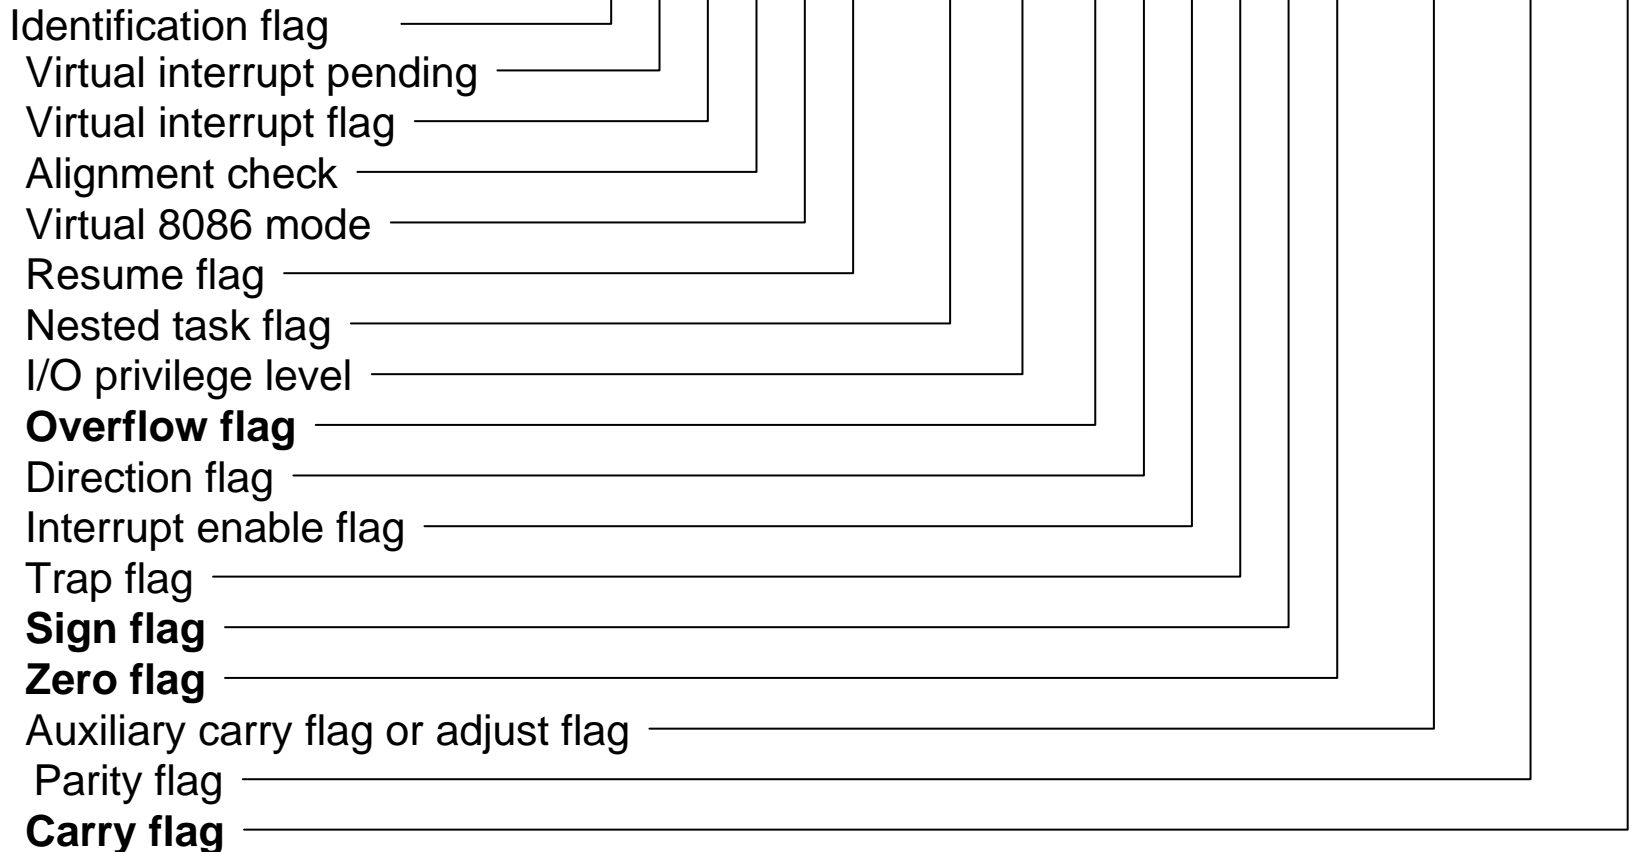 Identification flag
Virtual interrupt pending
Virtual interrupt flag
Alignment check
Virtual 8086 mode
Resume flag
Nested task flag
I/O privilege level
Overflow flag
Direction flag
Interrupt enable flag
Trap flag
Sign flag
Zero flag
Auxiliary carry flag or adjust flag
Parity flag
Carry flag